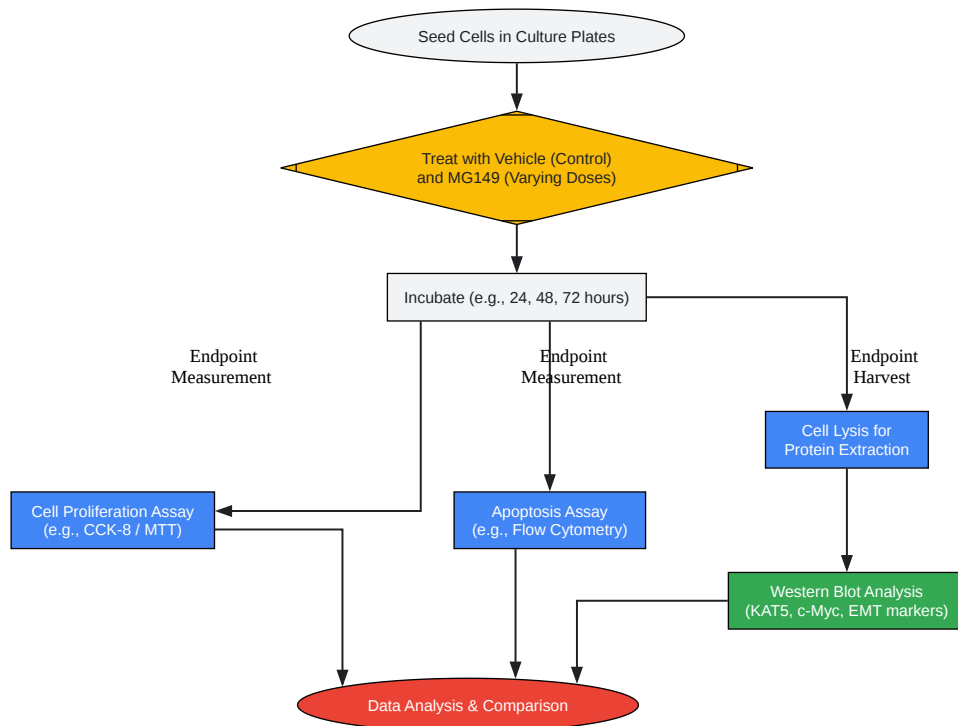 Seed Cells in Culture Plates
Treat with Vehicle (Control)
and MG149 (Varying Doses)
Incubate (e.g., 24, 48, 72 hours)
Endpoint
Measurement
Endpoint
Measurement
Endpoint
Harvest
Cell Lysis for
Protein Extraction
Cell Proliferation Assay
(e.g., CCK-8 / MTT)
Apoptosis Assay
(e.g., Flow Cytometry)
Western Blot Analysis
(KAT5, c-Myc, EMT markers)
Data Analysis & Comparison